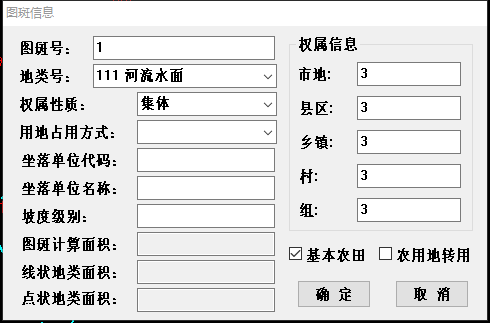 图斑信息
图斑号: 1
地类号: 111 河流水面
权属性质: 集体
用地占用方式:
坐落单位代码:
坐落单位名称:
坡度级别:
图斑计算面积:
线状地类面积:
点状地类面积:
权属信息
市地: 3
县区: 3
乡镇: 3
村: 3
组: 3
基本农田 农用地转用
确 定 取 消